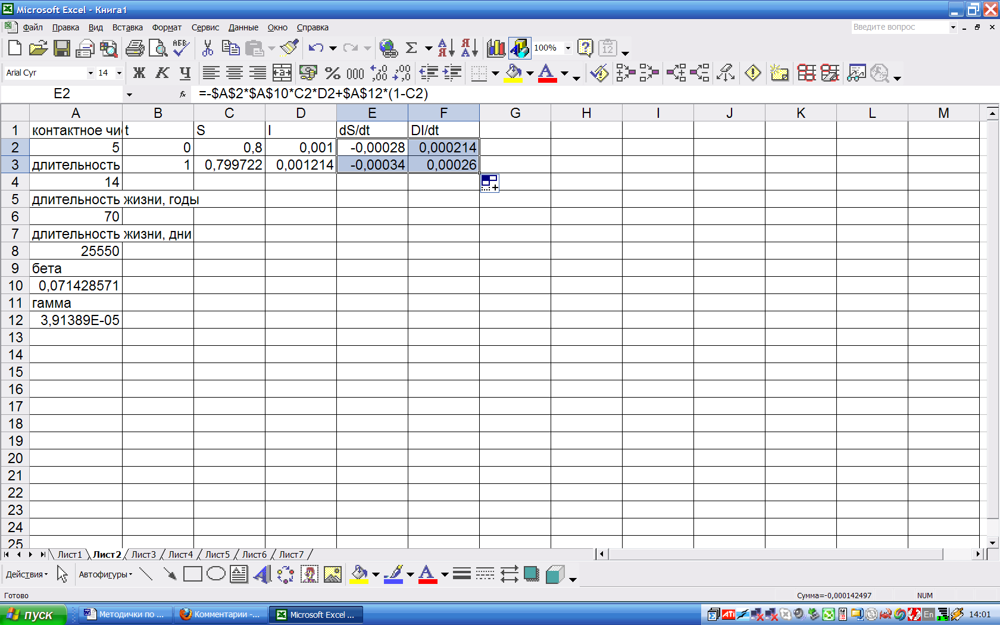 Microsoft Excel - Книга1
Файл Правка Вид Вставка Формат Сервис Данные Окно Справка Введите вопрос
100%
Arial Cyr 14 Ж К Ч % 000
E2 fx =-$A$2*$A$10*C2*D2+$A$12*(1-C2)
A B C D E F G H I J K L M
1 контактное чи t S I dS/dt DI/dt
2 5 0 0,8 0,001 -0,00028 0,000214
3 длительность 1 0,799722 0,001214 -0,00034 0,00026
4 14
5 длительность жизни, годы
6 70
7 длительность жизни, дни
8 25550
9 бета
10 0,071428571
11 гамма
12 3,91389E-05
13
14
15
16
17
18
19
20
21
22
23
24
25
Лист1 Лист2 Лист3 Лист4 Лист5 Лист6 Лист7
Действия Автофигуры
Готово Сумма=-0,000142497 NUM
пуск Методички по ... Комментарии -... Microsoft Excel ... En 14:01